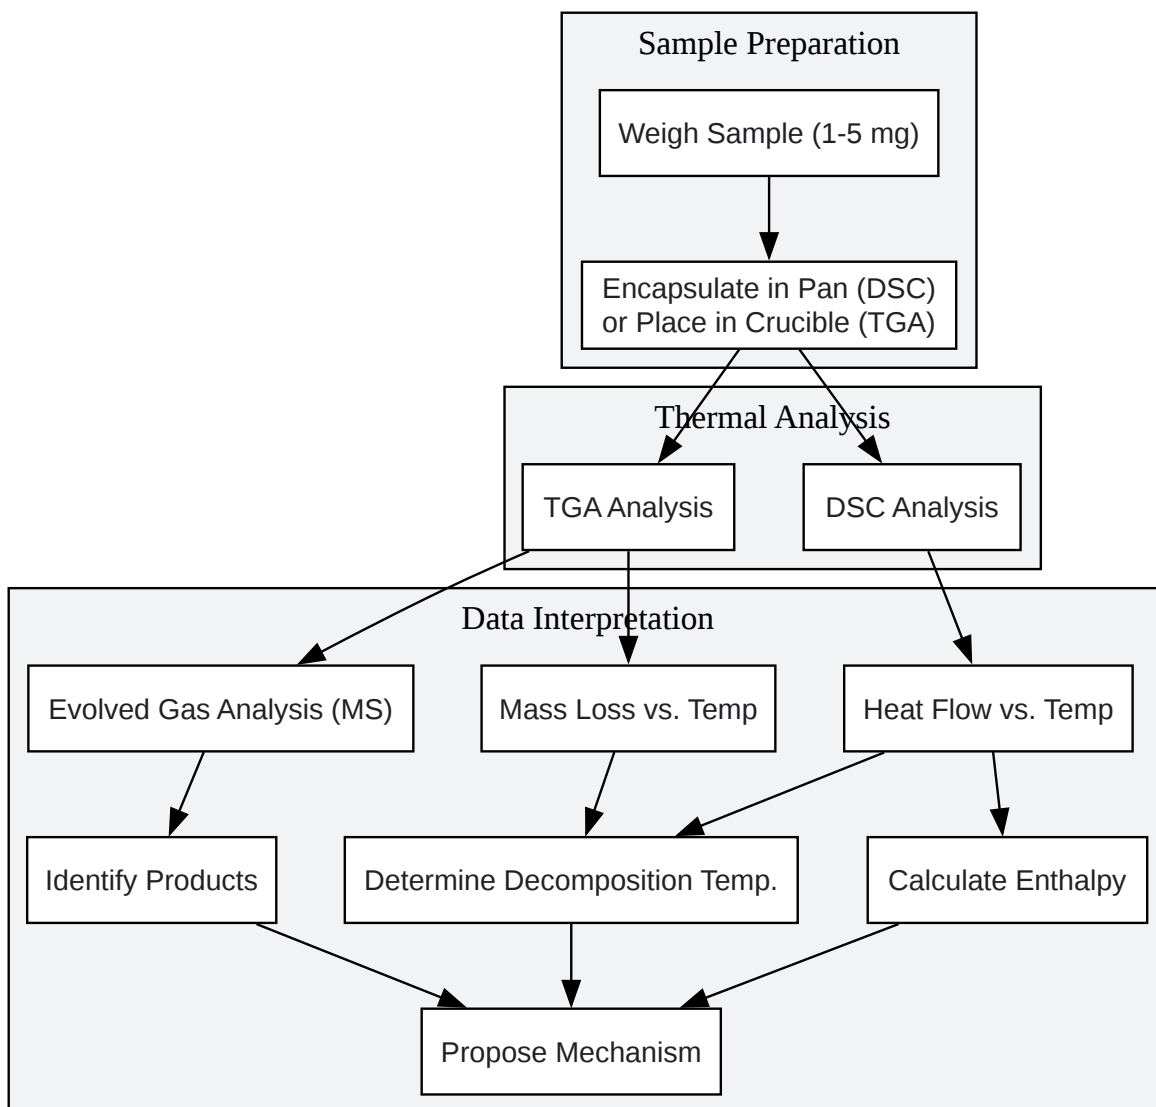 Sample Preparation
Weigh Sample (1-5 mg)
Encapsulate in Pan (DSC)
or Place in Crucible (TGA)
Thermal Analysis
TGA Analysis
DSC Analysis
Data Interpretation
Evolved Gas Analysis (MS)
Mass Loss vs. Temp
Heat Flow vs. Temp
Identify Products
Determine Decomposition Temp.
Calculate Enthalpy
Propose Mechanism